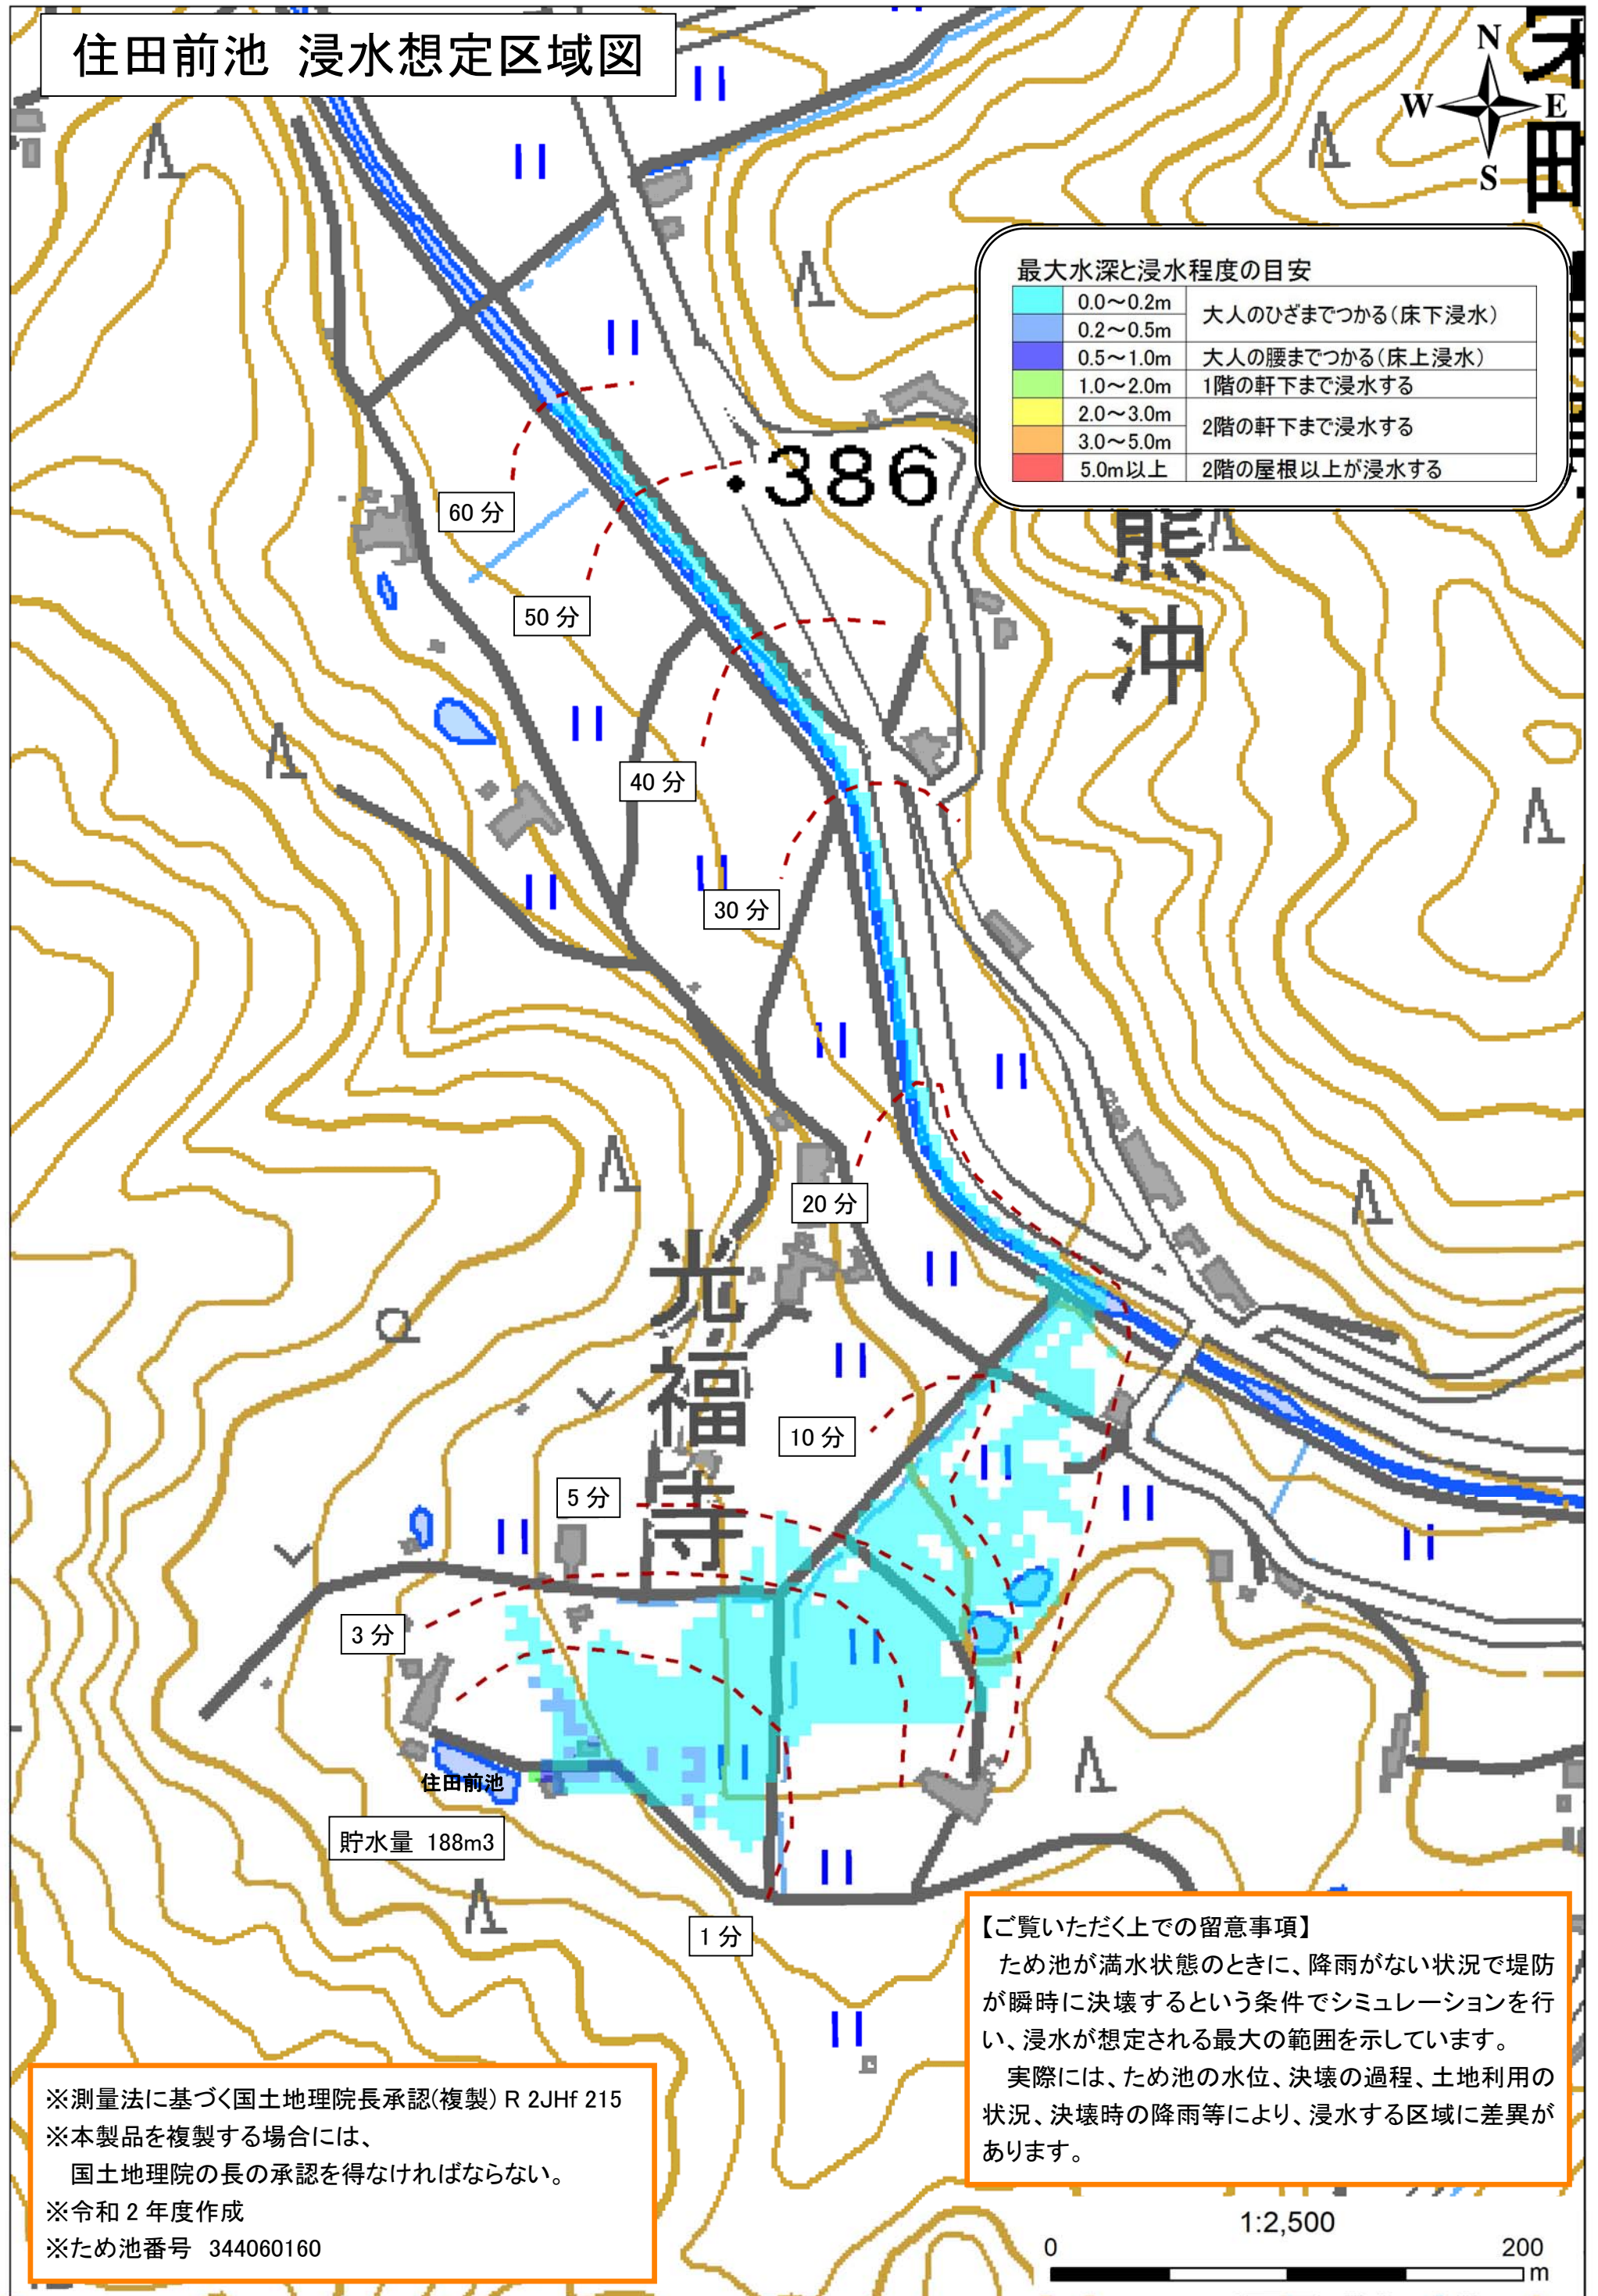 住田前池 浸水想定区域図
N
W
E
S
田
最大水深と浸水程度の目安
0.0～0.2m
大人のひざまでつかる(床下浸水)
0.2～0.5m
0.5～1.0m 大人の腰までつかる(床上浸水)
1.0～2.0m 1階の軒下まで浸水する
2.0～3.0m
2階の軒下まで浸水する
3.0～5.0m
5.0m以上 2階の屋根以上が浸水する
・386
熊沖
60 分
50 分
40 分
30 分
20 分
光福寺
10 分
5 分
3 分
住田前池
貯水量 188m3
1 分
【ご覧いただく上での留意事項】
ため池が満水状態のときに、降雨がない状況で堤防
が瞬時に決壊するという条件でシミュレーションを行
い、浸水が想定される最大の範囲を示しています。
実際には、ため池の水位、決壊の過程、土地利用の
状況、決壊時の降雨等により、浸水する区域に差異が
あります。
※測量法に基づく国土地理院長承認(複製) R 2JHf 215
※本製品を複製する場合には、
国土地理院の長の承認を得なければならない。
※令和 2 年度作成
※ため池番号 344060160
1:2,500
0 200
m